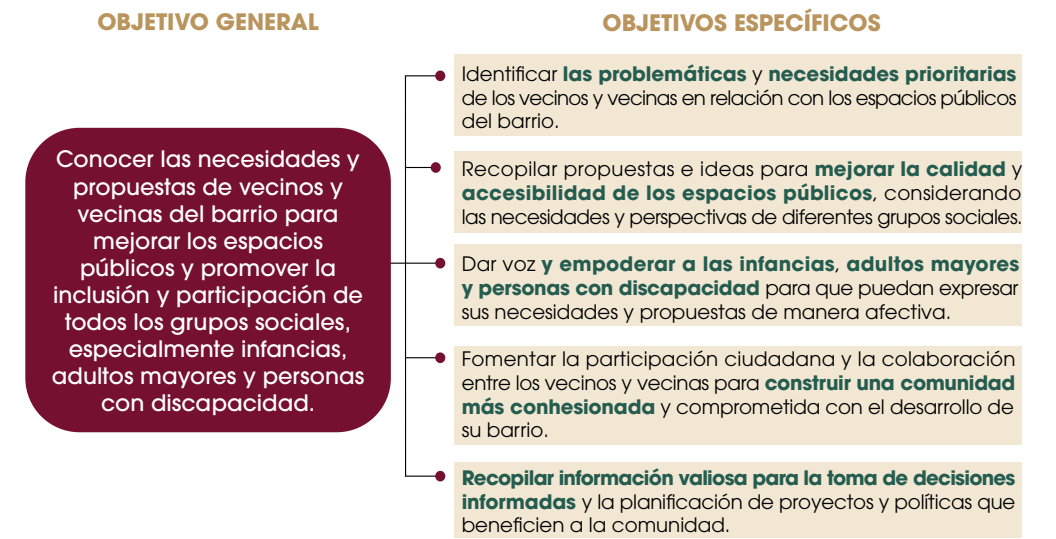 OBJETIVO GENERAL
Conocer las necesidades y
propuestas de vecinos y
vecinas del barrio para
mejorar los espacios
públicos y promover la
inclusión y participación de
todos los grupos sociales,
especialmente infancias,
adultos mayores y personas
con discapacidad.
OBJETIVOS ESPECÍFICOS
Identificar las problemáticas y necesidades prioritarias
de los vecinos y vecinas en relación con los espacios públicos
del barrio.
Recopilar propuestas e ideas para mejorar la calidad y
accesibilidad de los espacios públicos, considerando
las necesidades y perspectivas de diferentes grupos sociales.
Dar voz y empoderar a las infancias, adultos mayores
y personas con discapacidad para que puedan expresar
sus necesidades y propuestas de manera afectiva.
Fomentar la participación ciudadana y la colaboración
entre los vecinos y vecinas para construir una comunidad
más conhesionada y comprometida con el desarrollo de
su barrio.
Recopilar información valiosa para la toma de decisiones
informadas y la planificación de proyectos y políticas que
beneficien a la comunidad.